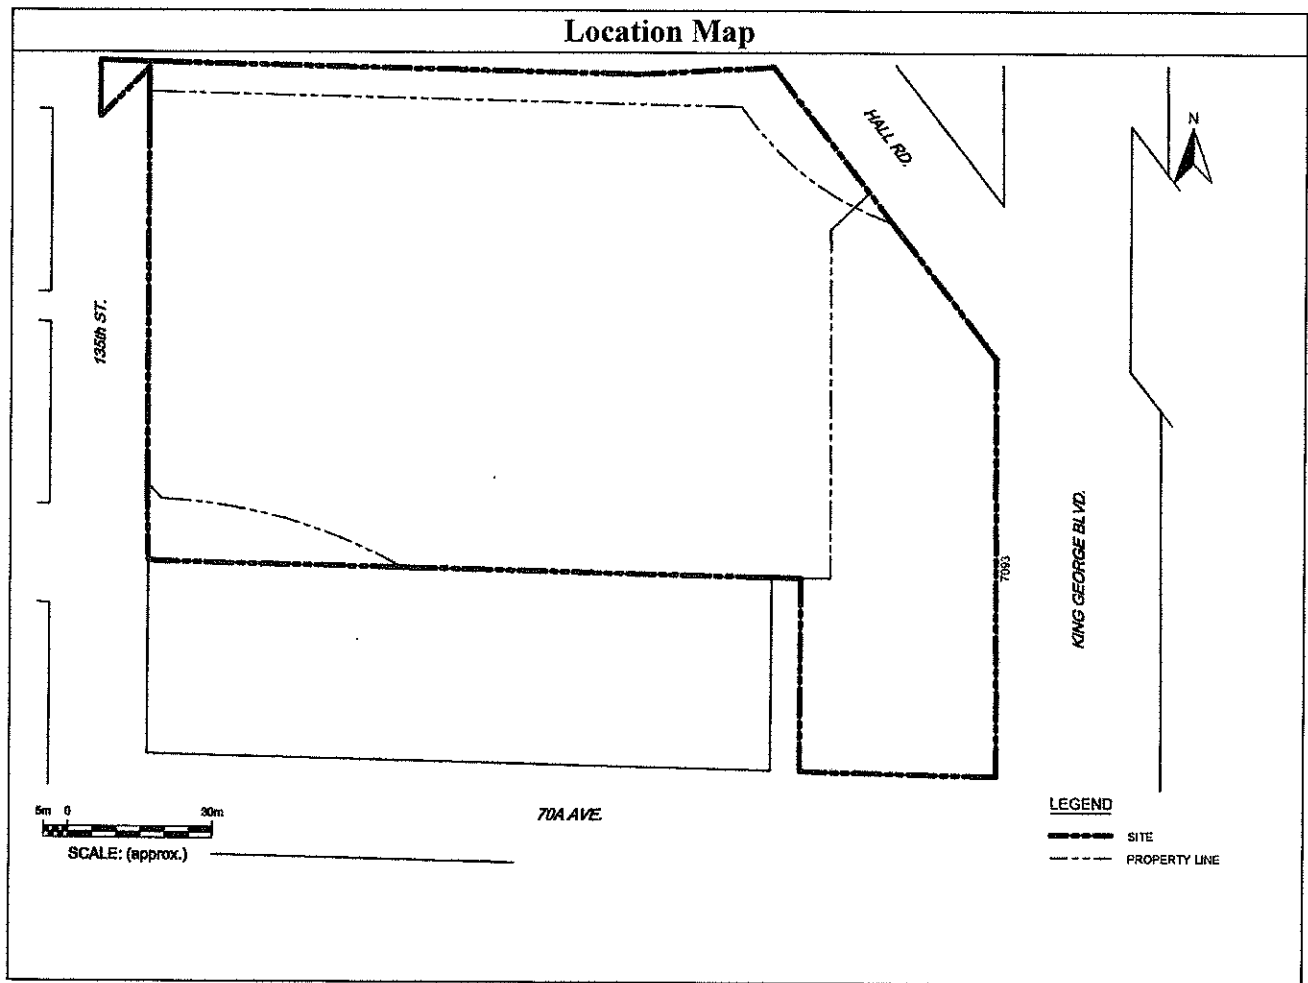 Location Map
HALL RD.
N
135th ST.
KING GEORGE BLVD.
7093
5m 0 30m
SCALE: (approx.)
70A AVE.
LEGEND
SITE
PROPERTY LINE